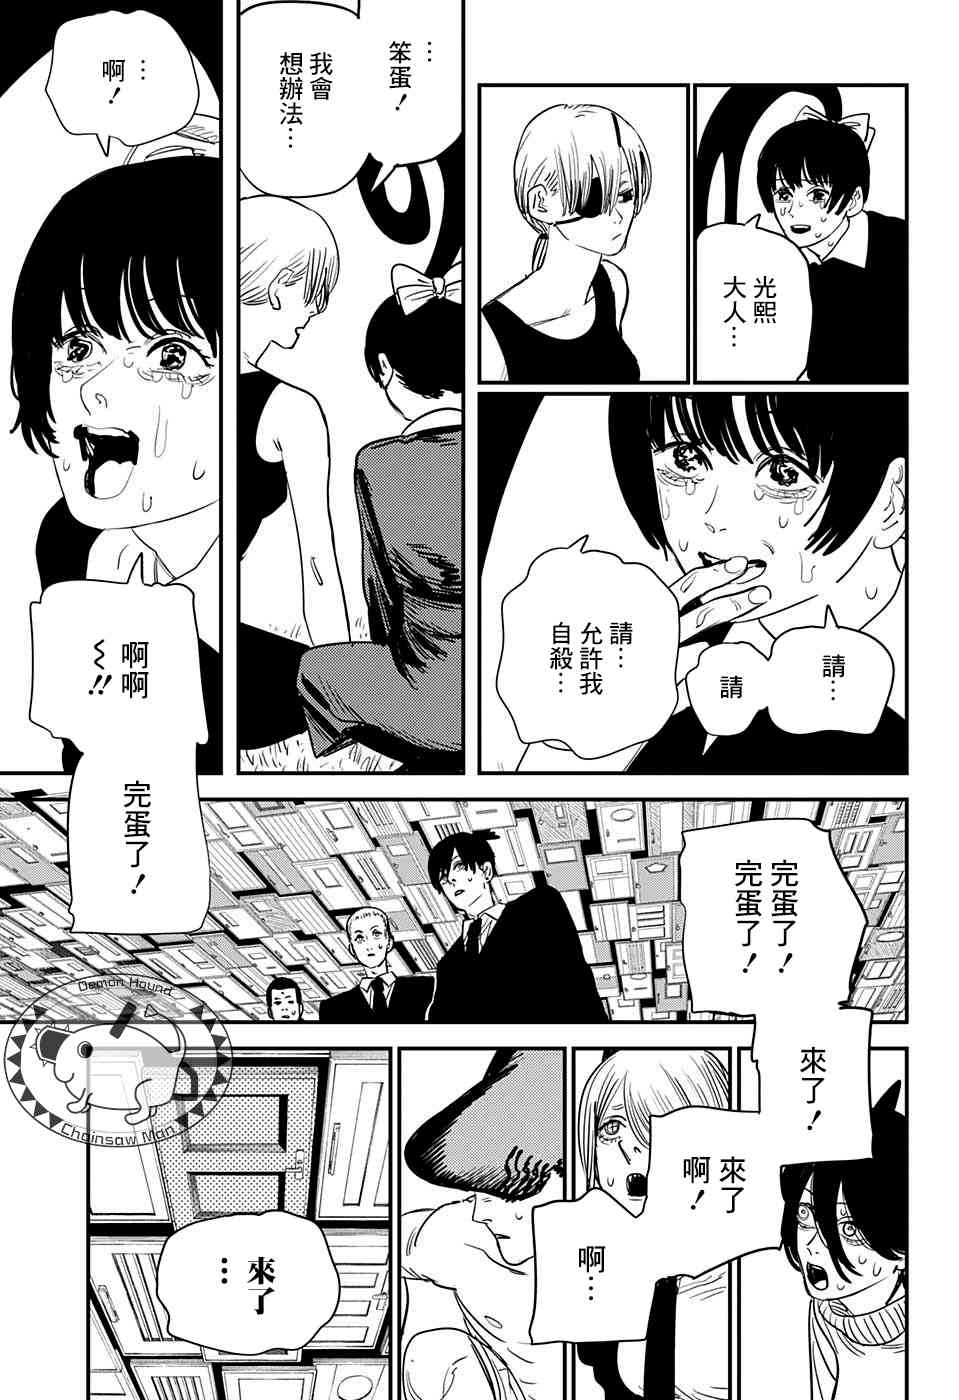 光熙
大人…
請…
請
請…
允許我
自殺…
…
笨蛋！
我會
想辦法…
…
啊！
啊啊
〜!!
完蛋了！
完蛋了！
完蛋了！
來了！
來了
啊！
啊…
來了
…
Demon Hound
Chainsaw Man